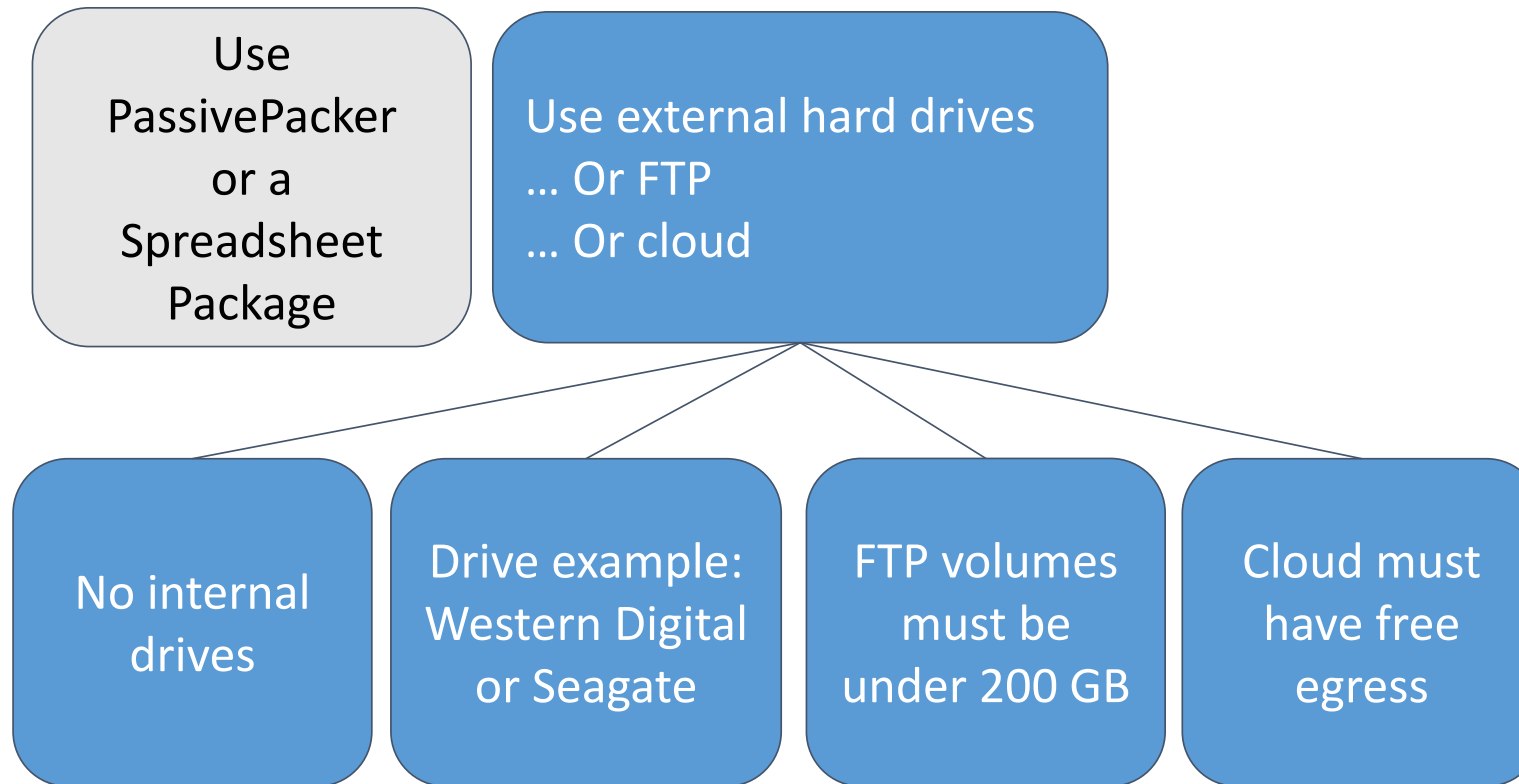 Use
PassivePacker
or a
Spreadsheet
Package
Use external hard drives
... Or FTP
... Or cloud
No internal
drives
Drive example:
Western Digital
or Seagate
FTP volumes
must be
under 200 GB
Cloud must
have free
egress